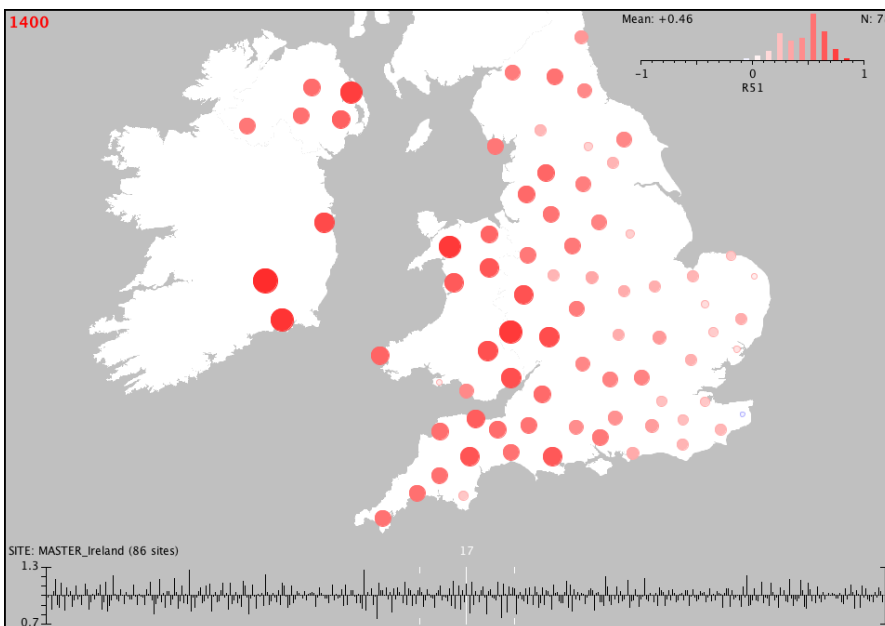 1400
Mean: +0.46
N: 7
-1
0
1
R51
SITE: MASTER_Ireland (86 sites)
17
1.3
0.7